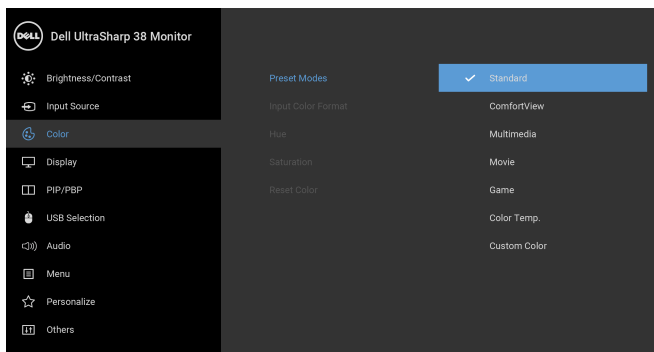 DELL Dell UltraSharp 38 Monitor
Brightness/Contrast Preset Modes Standard
Input Source Input Color Format ComfortView
Color Hue Multimedia
Display Saturation Movie
PIP/PBP Reset Color Game
USB Selection Color Temp.
Audio Custom Color
Menu
Personalize
Others